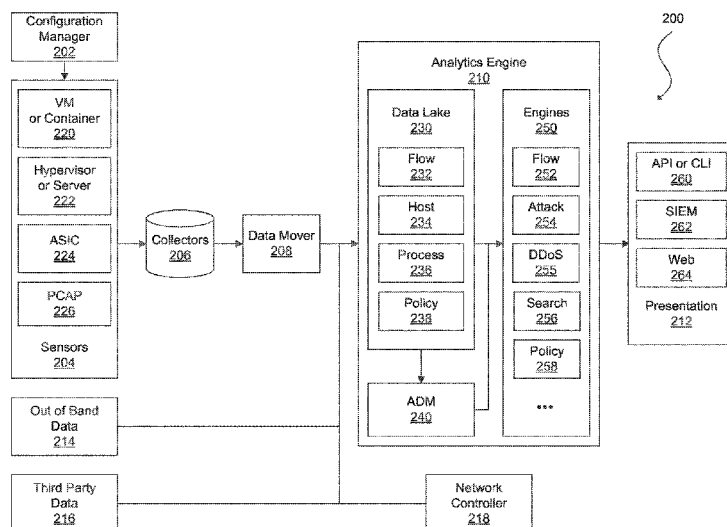 Configuration
Manager
202
VM
or Container
220
Hypervisor
or Server
222
ASIC
224
PCAP
226
Sensors
204
Collectors
206
Data Mover
208
Out of Band
Data
214
Third Party
Data
216
Analytics Engine
210
Data Lake
230
Flow
232
Host
234
Process
236
Policy
238
ADM
240
Engines
250
Flow
252
Attack
254
DDoS
255
Search
256
Policy
258
...
Network
Controller
218
200
API or CLI
260
SIEM
262
Web
264
Presentation
212